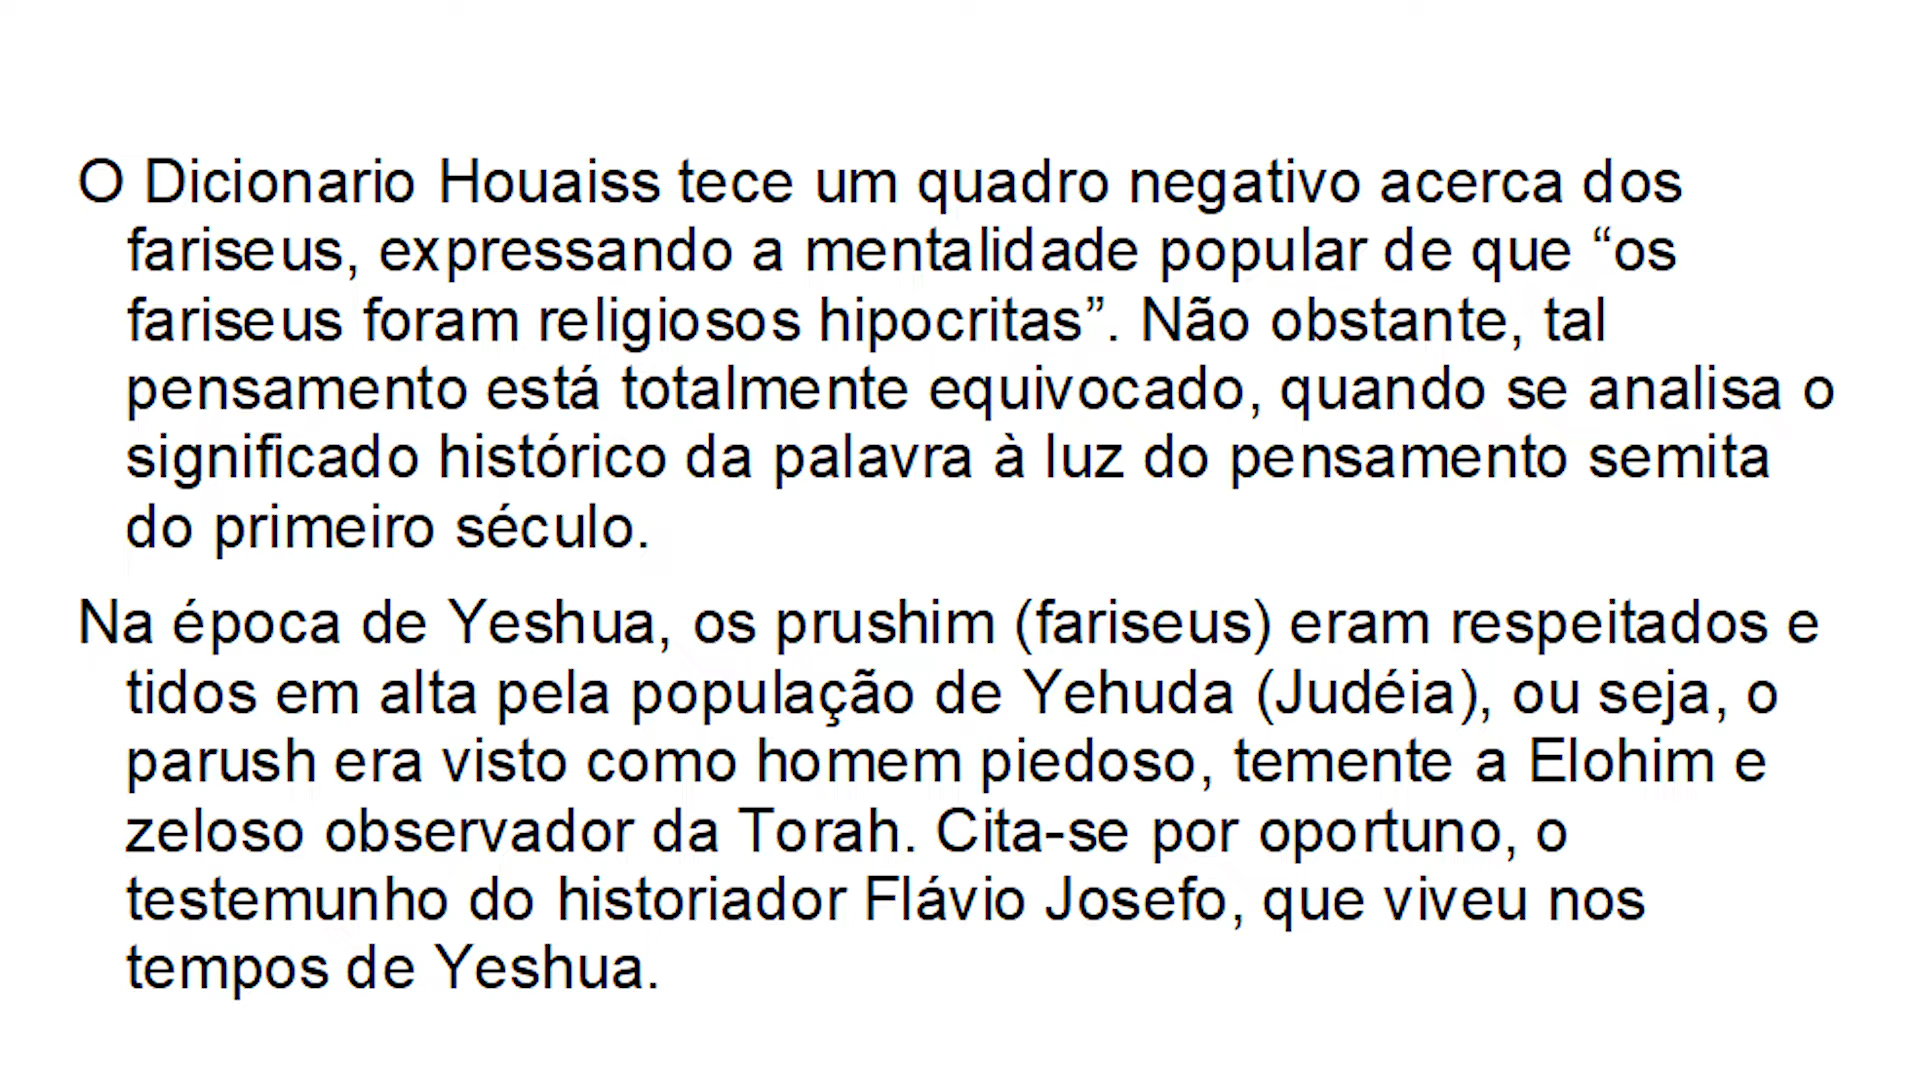 O Dicionario Houaiss tece um quadro negativo acerca dos
fariseus, expressando a mentalidade popular de que “os
fariseus foram religiosos hipocritas”. Não obstante, tal
pensamento está totalmente equivocado, quando se analisa o
significado histórico da palavra à luz do pensamento semita
do primeiro século.
Na época de Yeshua, os prushim (fariseus) eram respeitados e
tidos em alta pela população de Yehuda (Judéia), ou seja, o
parush era visto como homem piedoso, temente a Elohim e
zeloso observador da Torah. Cita-se por oportuno, o
testemunho do historiador Flávio Josefo, que viveu nos
tempos de Yeshua.